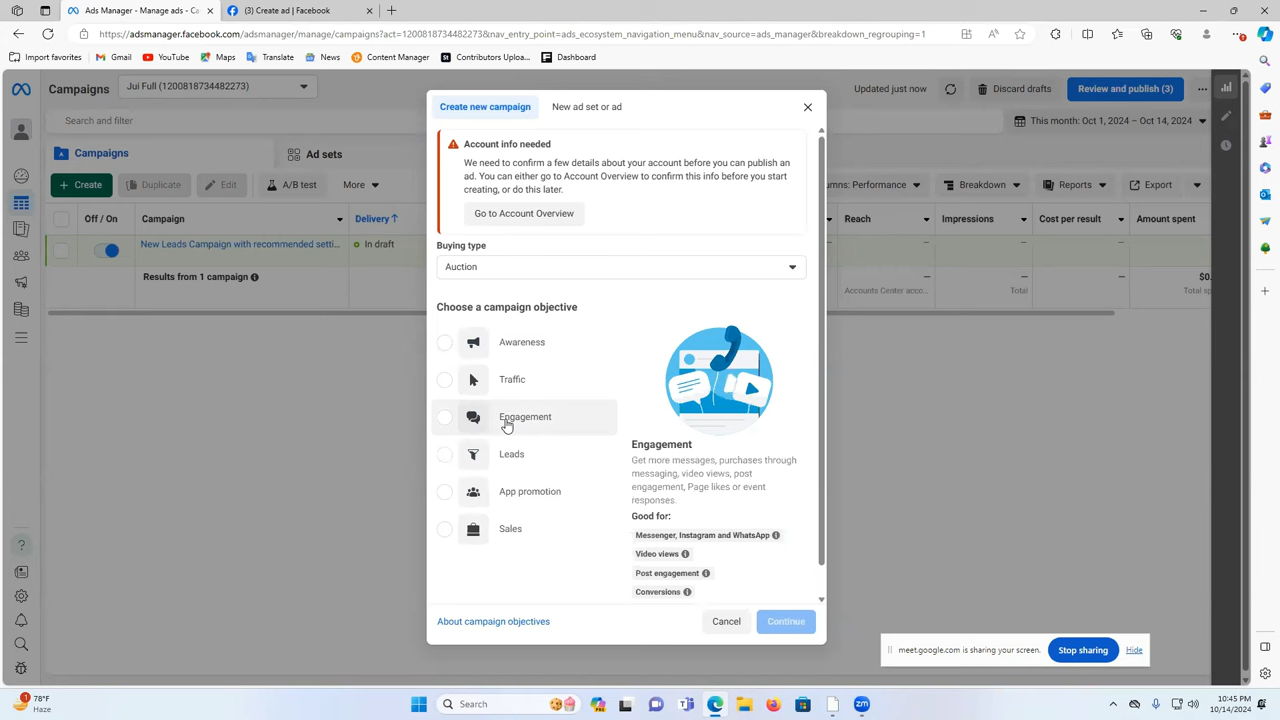 Ads Manager - Manage ads - Ca
(3) Create ad | Facebook
https://adsmanager.facebook.com/adsmanager/manage/campaigns?act=1200818734482273&nav_entry_point=ads_ecosystem_navigation_menu&nav_source=ads_manager&breakdown_regrouping=1
Import favorites
Gmail
YouTube
Maps
Translate
News
Content Manager
Contributors Uploa...
Dashboard
Campaigns
Jui Full (1200818734482273)
Updated just now
Discard drafts
Review and publish (3)
Search and filter
This month: Oct 1, 2024 – Oct 14, 2024
Campaigns
Ad sets
Create
Duplicate
Edit
A/B test
More
mns: Performance
Breakdown
Reports
Export
Off / On
Campaign
Delivery
Reach
Impressions
Cost per result
Amount spent
New Leads Campaign with recommended setti...
In draft
Results from 1 campaign
Accounts Center acco...
Total
$0.
Total sp
Create new campaign
New ad set or ad
Account info needed
We need to confirm a few details about your account before you can publish an
ad. You can either go to Account Overview to confirm this info before you start
creating, or do this later.
Go to Account Overview
Buying type
Auction
Choose a campaign objective
Awareness
Traffic
Engagement
Leads
App promotion
Sales
Engagement
Get more messages, purchases through
messaging, video views, post
engagement, Page likes or event
responses.
Good for:
Messenger, Instagram and WhatsApp
Video views
Post engagement
Conversions
About campaign objectives
Cancel
Continue
meet.google.com is sharing your screen.
Stop sharing
Hide
78°F
Haze
Search
10:45 PM
10/14/2024